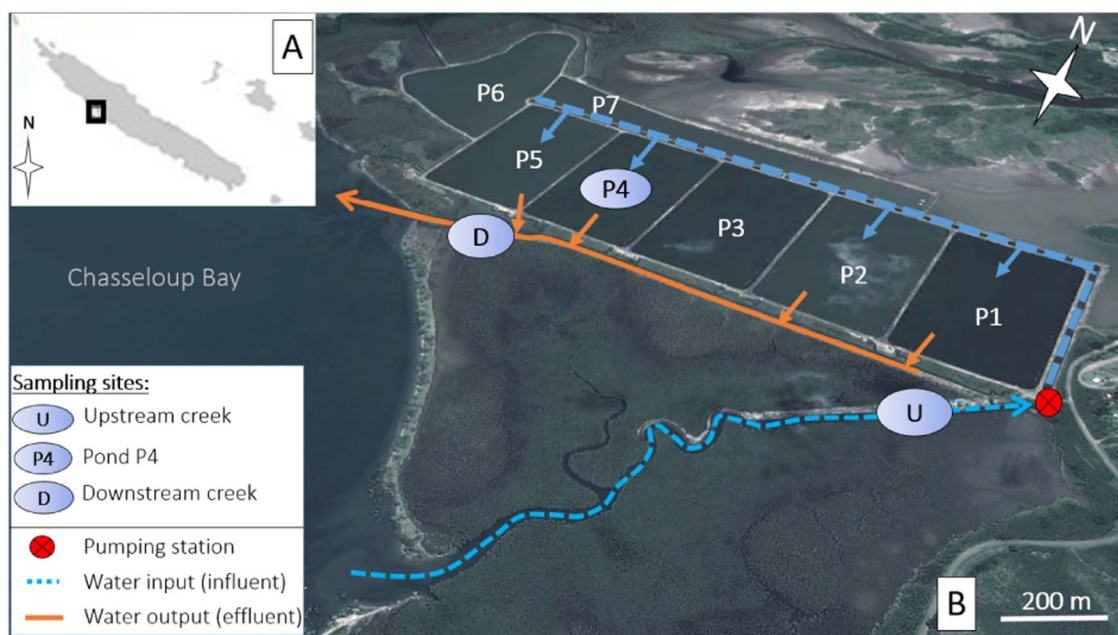 A
N
N
P6
P7
P5
P4
P3
P2
P1
D
U
Chasseloup Bay
Sampling sites:
U Upstream creek
P4 Pond P4
D Downstream creek
Pumping station
Water input (influent)
Water output (effluent)
B
200 m